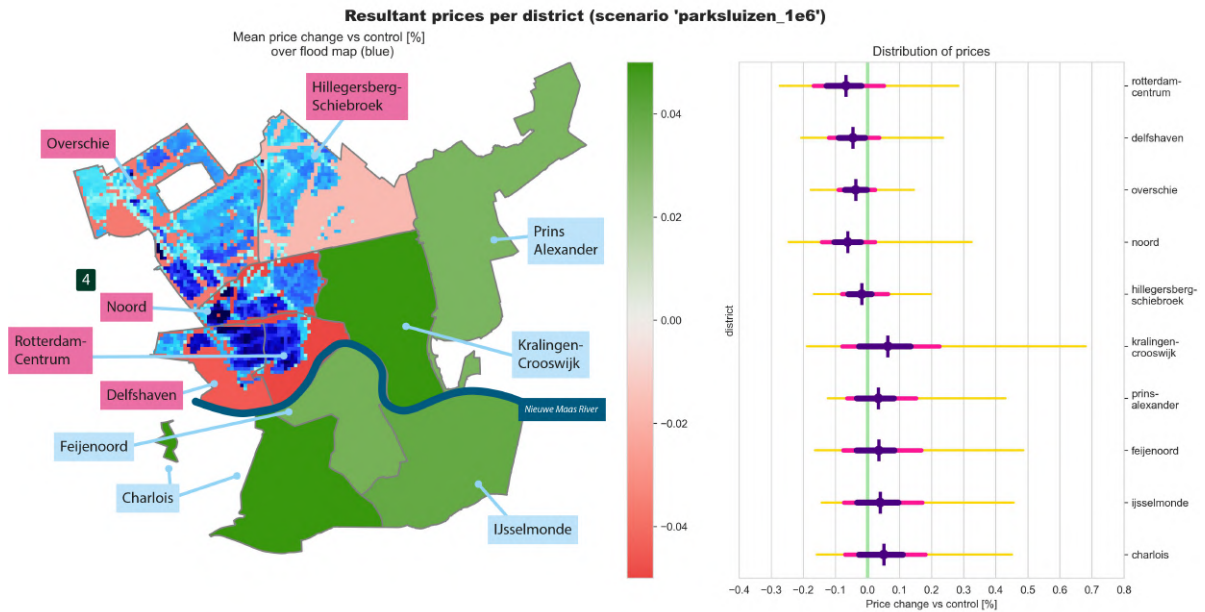 Resultant prices per district (scenario 'parksluizen_1e6')
Mean price change vs control [%]
over flood map (blue)
Hillegersberg-
Schiebroek
Overschie
Prins
Alexander
4
Noord
Rotterdam-
Centrum
Kralingen-
Crooswijk
Delfshaven
Nieuwe Maas River
Feijenoord
Charlois
IJsselmonde
0.04
0.02
0.00
−0.02
−0.04
Distribution of prices
rotterdam-
centrum
delfshaven
overschie
noord
hillegersberg-
schiebroek
district
kralingen-
crooswijk
prins-
alexander
feijenoord
ijsselmonde
charlois
−0.4 −0.3 −0.2 −0.1 0.0 0.1 0.2 0.3 0.4 0.5 0.6 0.7 0.8
Price change vs control [%]